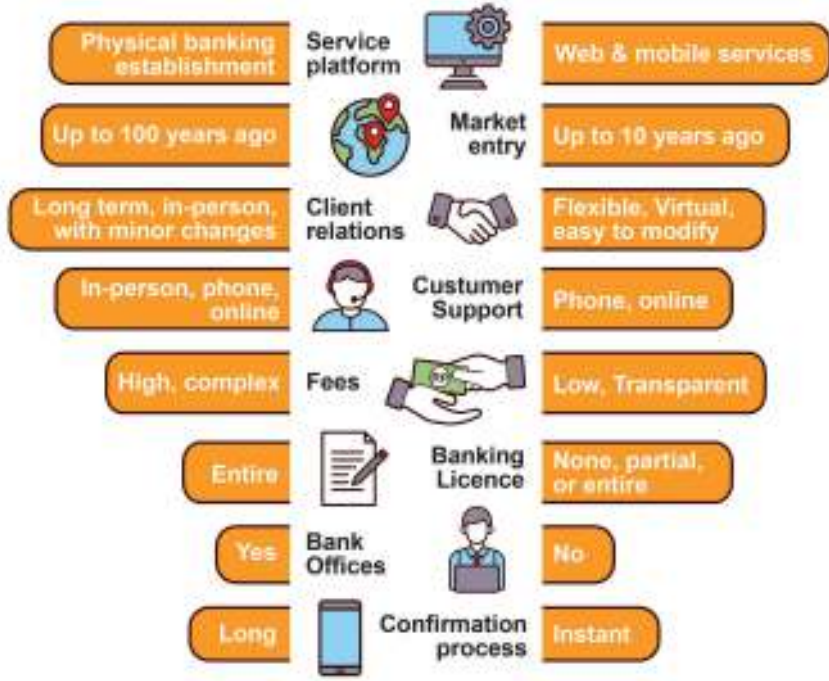 Physical banking
establishment
Service
platform
Web & mobile services
Up to 100 years ago
Market
entry
Up to 10 years ago
Long term, in-person,
with minor changes
Client
relations
Flexible, Virtual,
easy to modify
In-person, phone,
online
Custumer
Support
Phone, online
High, complex
Fees
Low, Transparent
Entire
Banking
Licence
None, partial,
or entire
Yes
Bank
Offices
No
Long
Confirmation
process
Instant